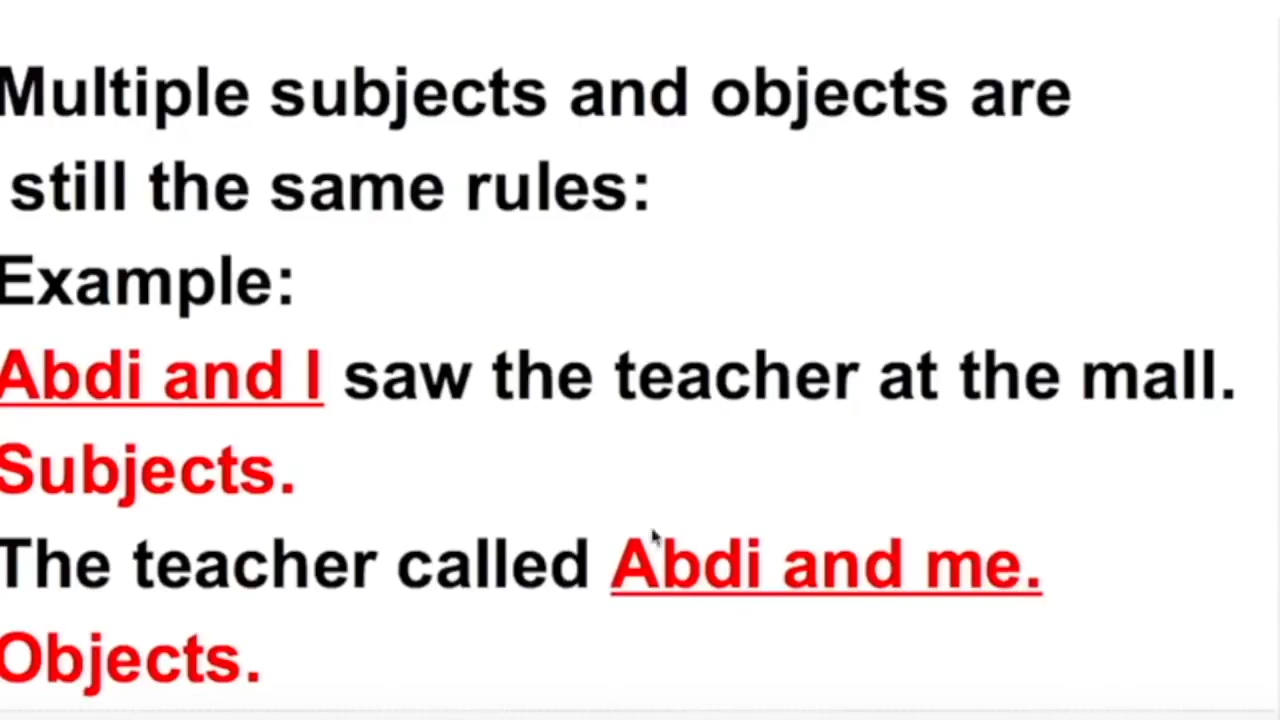 Multiple subjects and objects are
still the same rules:
Example:
Abdi and I saw the teacher at the mall.
Subjects.
The teacher called Abdi and me.
Objects.